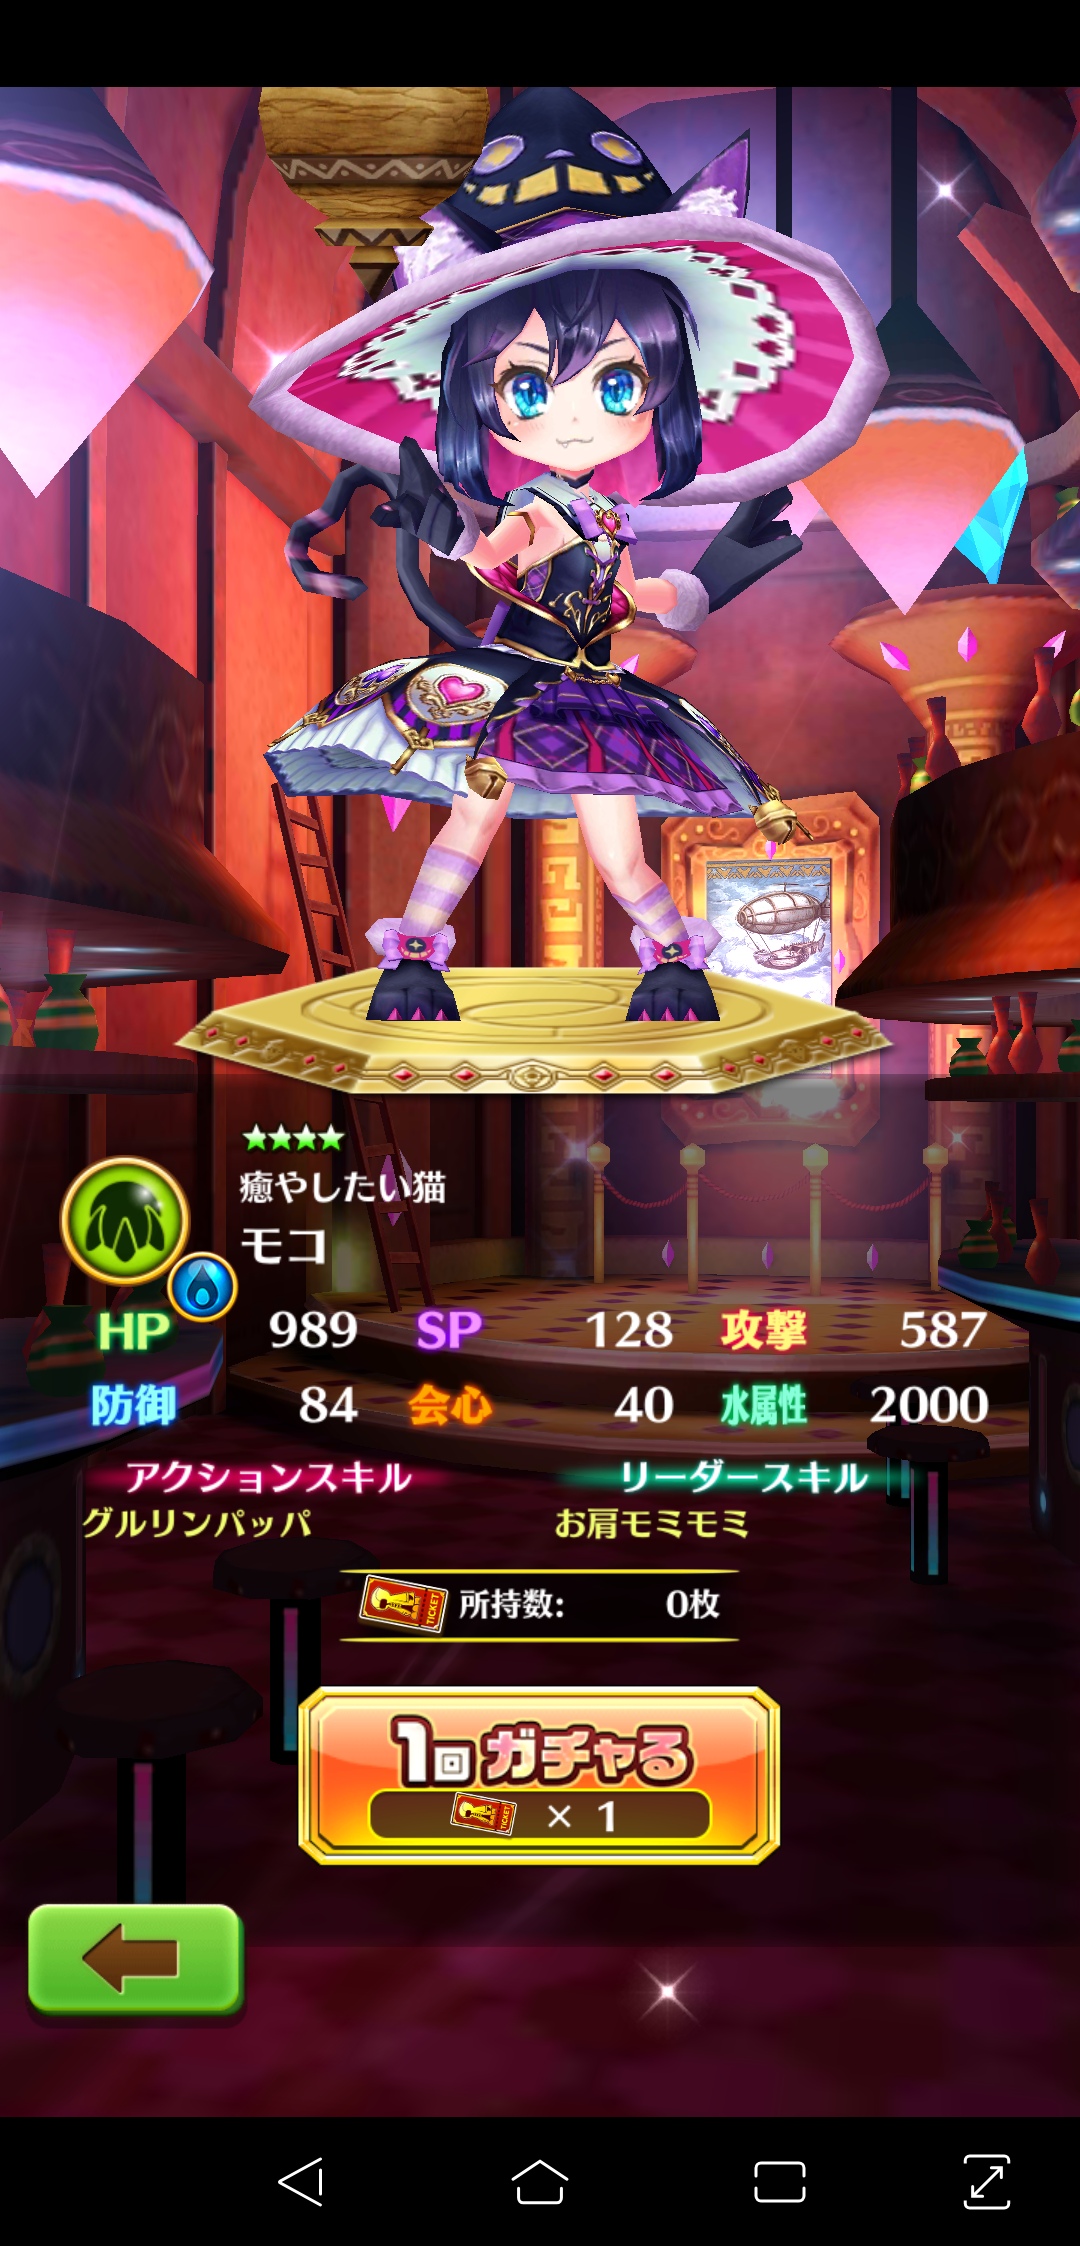 癒やしたい猫
モコ
HP 989 SP 128 攻撃 587
防御 84 会心 40 水属性 2000
アクションスキル リーダースキル
グルリンパッパ お肩モミモミ
TICKET 所持数: 0枚
1回ガチャる
TICKET × 1